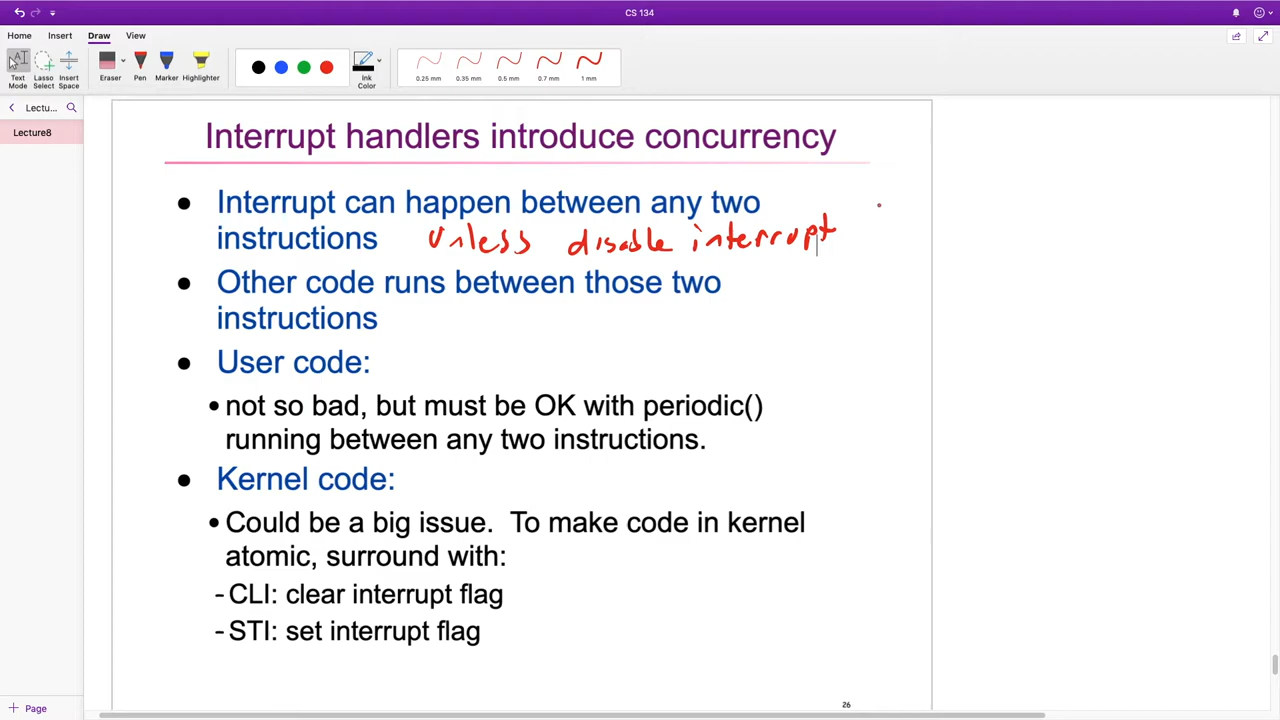 CS 134
Home Insert Draw View
Text Mode
Lasso Select
Insert Space
Eraser
Pen
Marker
Highlighter
Ink Color
0.25 mm
0.35 mm
0.5 mm
0.7 mm
1 mm
Lectu...
Lecture8
Interrupt handlers introduce concurrency
● Interrupt can happen between any two
instructions unless disable interrupt
● Other code runs between those two
instructions
● User code:
• not so bad, but must be OK with periodic()
running between any two instructions.
● Kernel code:
• Could be a big issue. To make code in kernel
atomic, surround with:
- CLI: clear interrupt flag
- STI: set interrupt flag
26
+ Page